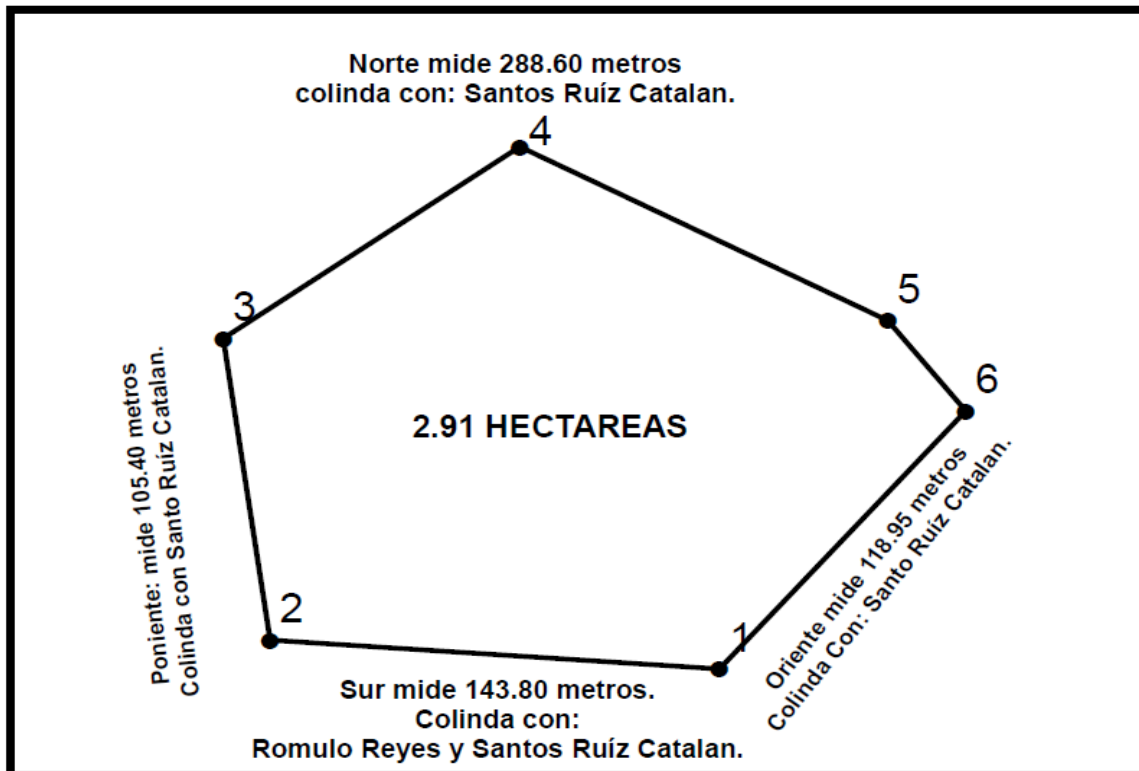 Norte mide 288.60 metros
colinda con: Santos Ruíz Catalan.
4
3
5
6
2.91 HECTAREAS
Poniente: mide 105.40 metros
Colinda con Santo Ruíz Catalan.
Oriente mide 118.95 metros
Colinda Con: Santo Ruíz Catalan.
2
1
Sur mide 143.80 metros.
Colinda con:
Romulo Reyes y Santos Ruíz Catalan.